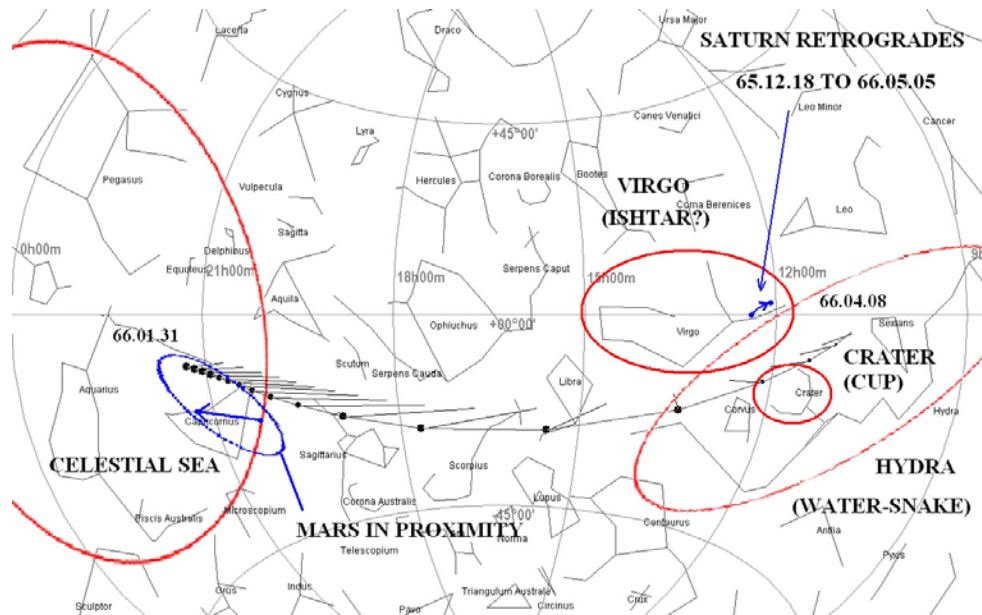 Lacerta
Draco
Ursa Major
SATURN RETROGRADES
65.12.18 TO 66.05.05
Cygnus
Leo Minor
Lyra
+45°00'
Canes Venatici
Cancer
Pegasus
Vulpecula
Hercules
Corona Borealis
Bootes
VIRGO
(ISHTAR?)
Coma Berenices
Leo
Sagitta
0h00m
Delphinus
Equuleus
21h00m
18h00m
Serpens Caput
15h00m
12h00m
9h
Aquila
66.04.08
66.01.31
Ophiuchus
+00°00'
Virgo
Sextans
Scutum
Serpens Cauda
Libra
CRATER
(CUP)
Aquarius
Crater
Capricornus
Corvus
Hydra
CELESTIAL SEA
Sagittarius
Scorpius
HYDRA
(WATER-SNAKE)
Corona Australis
Lupus
Piscis Australis
Microscopium
-45°00'
Centaurus
MARS IN PROXIMITY
Norma
Antlia
Telescopium
Pyxis
Grus
Indus
Triangulum Australe
Sculptor
Pavo
Circinus
Crux